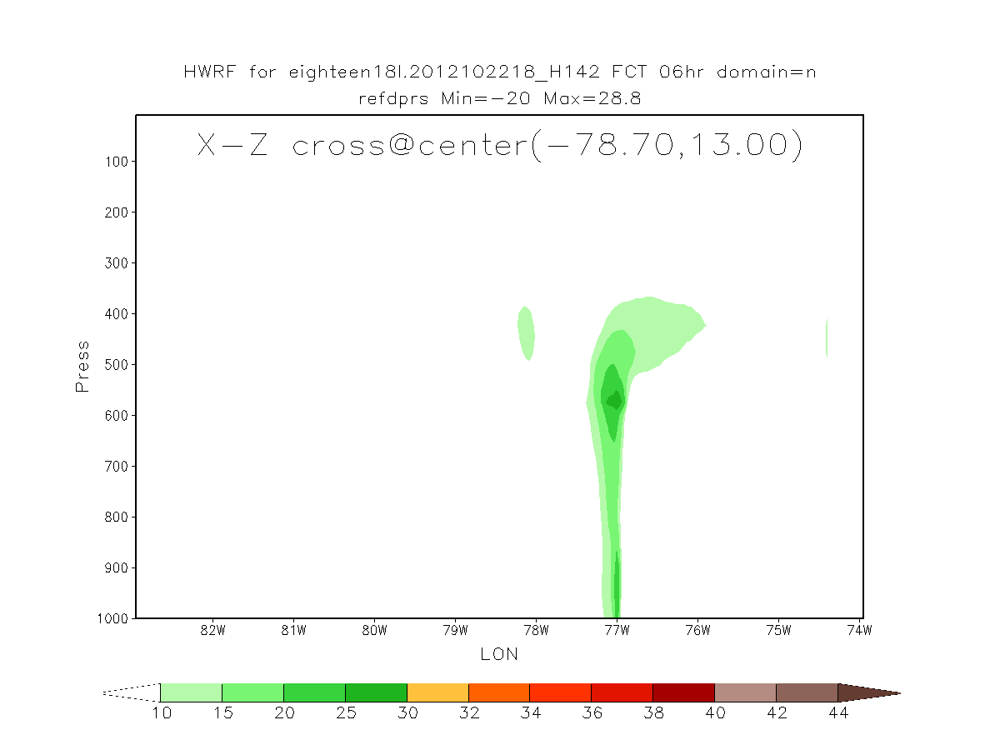 HWRF for eighteen18l.2012102218_H142 FCT 06hr domain=n
refdprs Min=-20 Max=28.8
X-Z cross@center(-78.70,13.00)
100
200
300
400
500
600
700
800
900
1000
Press
82W 81W 80W 79W 78W 77W 76W 75W 74W
LON
10 15 20 25 30 32 34 36 38 40 42 44